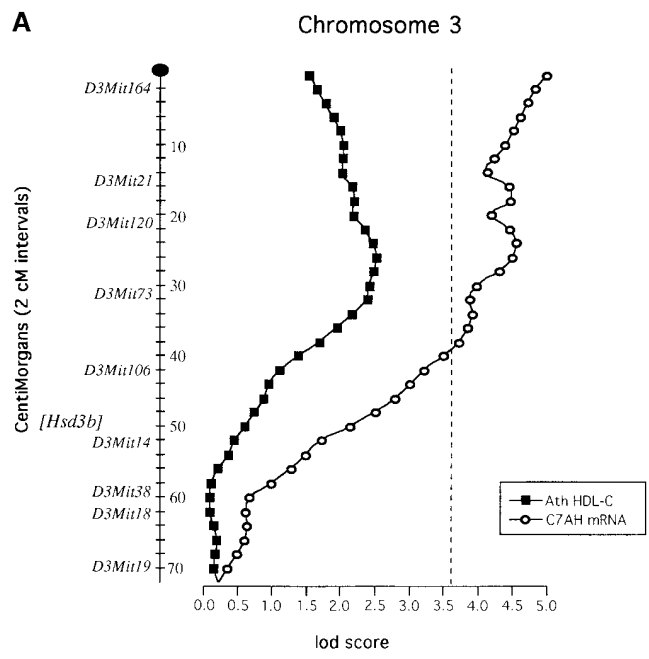 A
Chromosome 3
CentiMorgans (2 cM intervals)
D3Mit164
10
D3Mit21
20
D3Mit120
30
D3Mit73
40
D3Mit106
[Hsd3b]
50
D3Mit14
D3Mit38
60
D3Mit18
D3Mit19
70
Ath HDL-C
C7AH mRNA
0.0 0.5 1.0 1.5 2.0 2.5 3.0 3.5 4.0 4.5 5.0
lod score